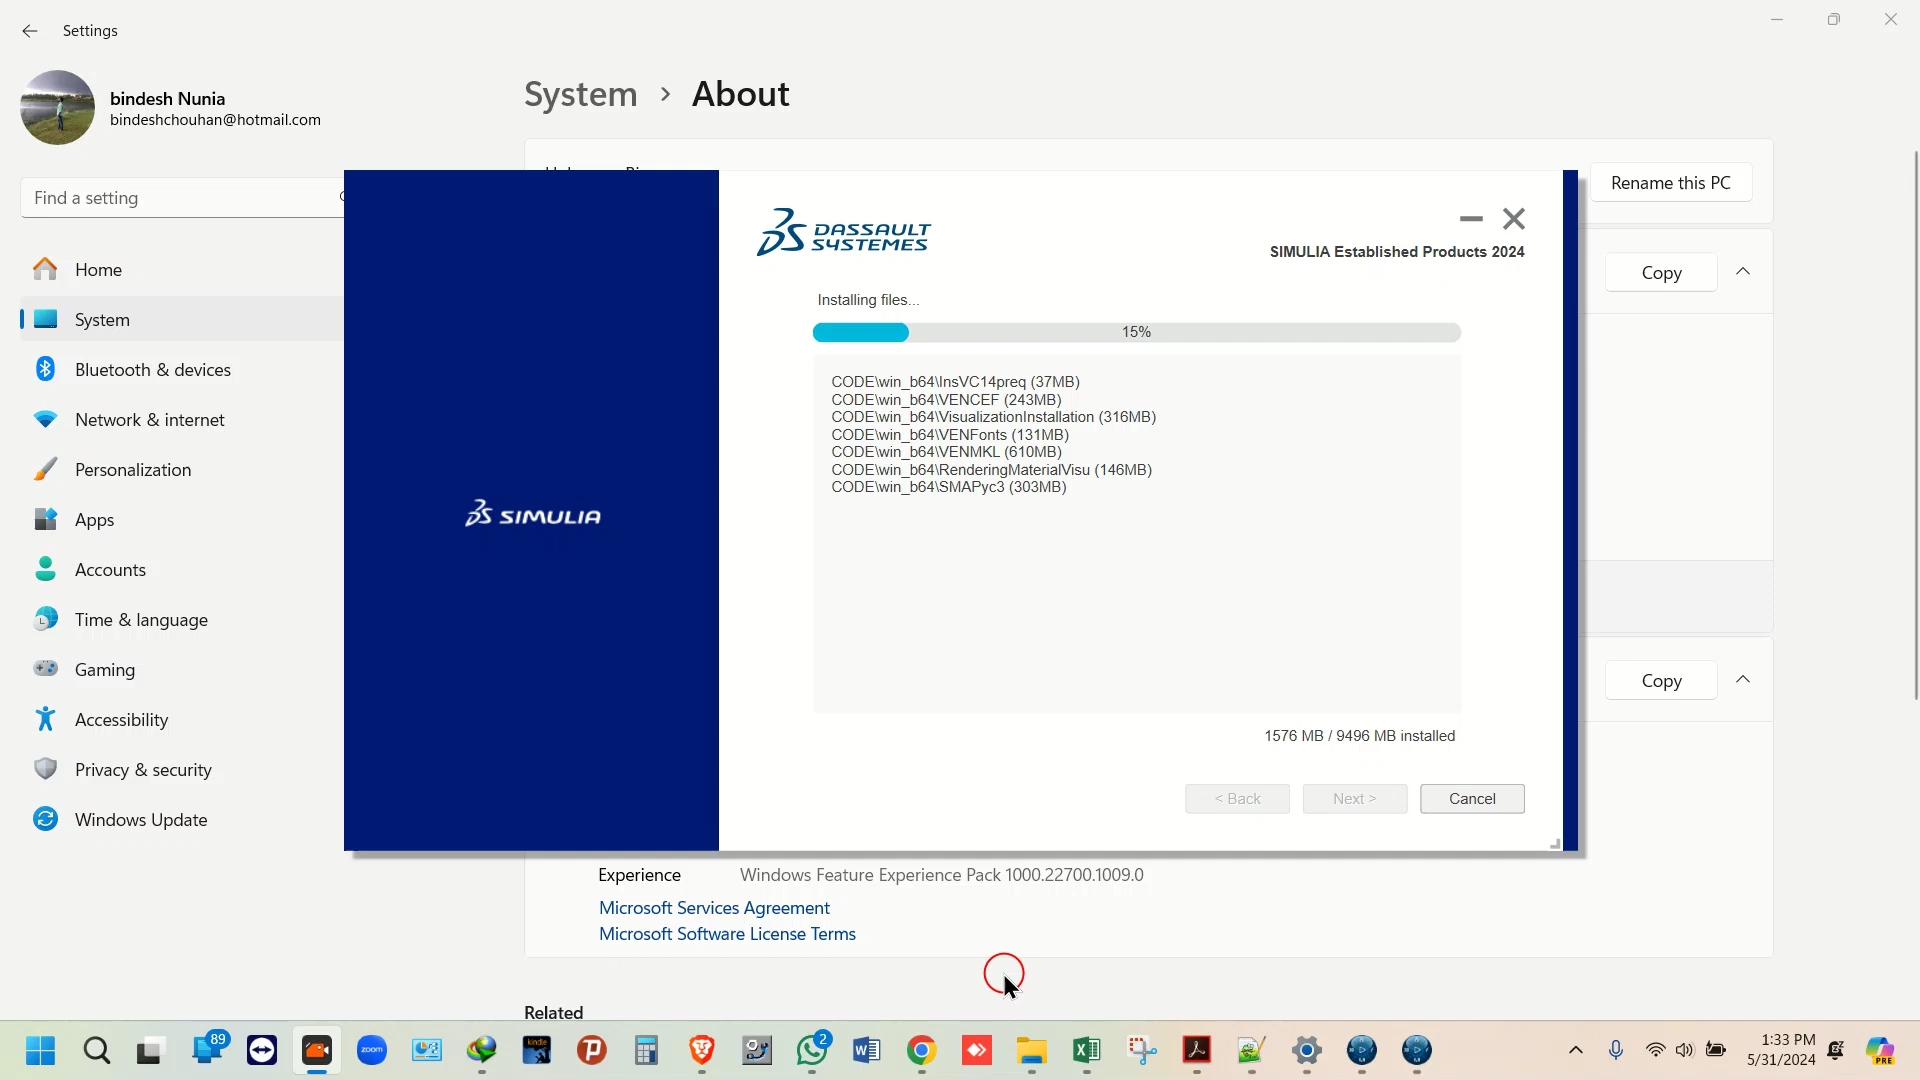 Settings
bindesh Nunia
bindeshchouhan@hotmail.com
Find a setting
Home
System
Bluetooth & devices
Network & internet
Personalization
Apps
Accounts
Time & language
Gaming
Accessibility
Privacy & security
Windows Update
System > About
Rename this PC
Copy
Copy
DASSAULT
SYSTEMES
SIMULIA Established Products 2024
SIMULIA
Installing files...
15%
CODE\win_b64\InsVC14preq (37MB)
CODE\win_b64\VENCEF (243MB)
CODE\win_b64\VisualizationInstallation (316MB)
CODE\win_b64\VENFonts (131MB)
CODE\win_b64\VENMKL (610MB)
CODE\win_b64\RenderingMaterialVisu (146MB)
CODE\win_b64\SMAPyc3 (303MB)
1576 MB / 9496 MB installed
< Back
Next >
Cancel
Experience Windows Feature Experience Pack 1000.22700.1009.0
Microsoft Services Agreement
Microsoft Software License Terms
Related
89
zoom
kindle
2
1:33 PM
5/31/2024
PRE